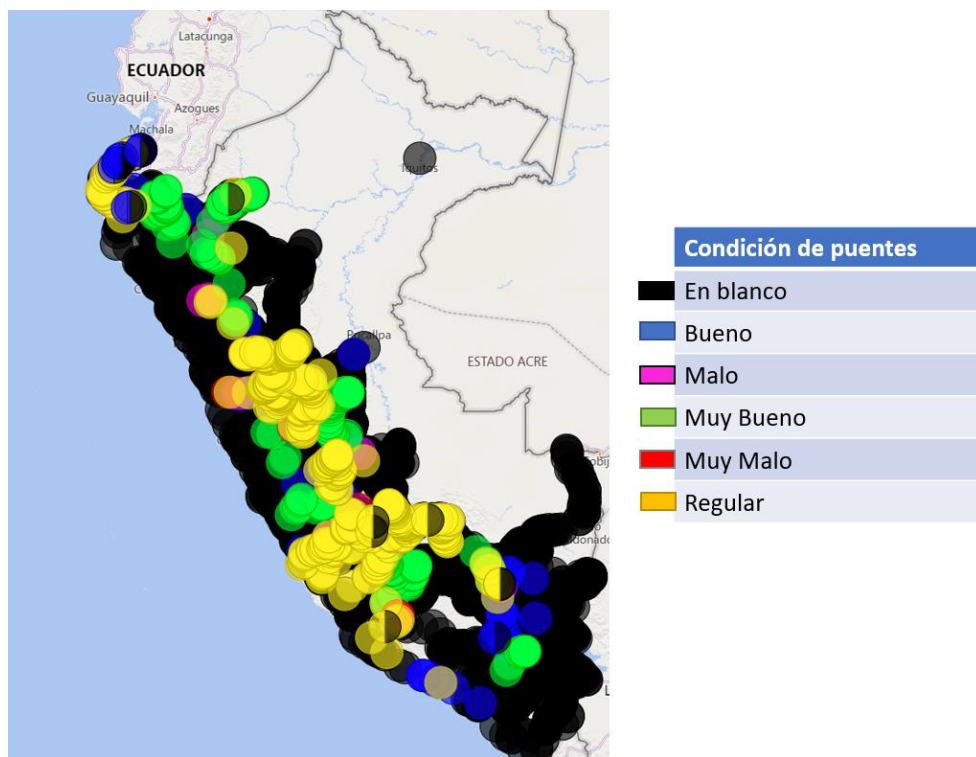 Latacunga
ECUADOR
Guayaquil
Azogues
Machala
Iquitos
Pucallpa
ESTADO ACRE
Condición de puentes
En blanco
Bueno
Malo
Muy Bueno
Muy Malo
Regular